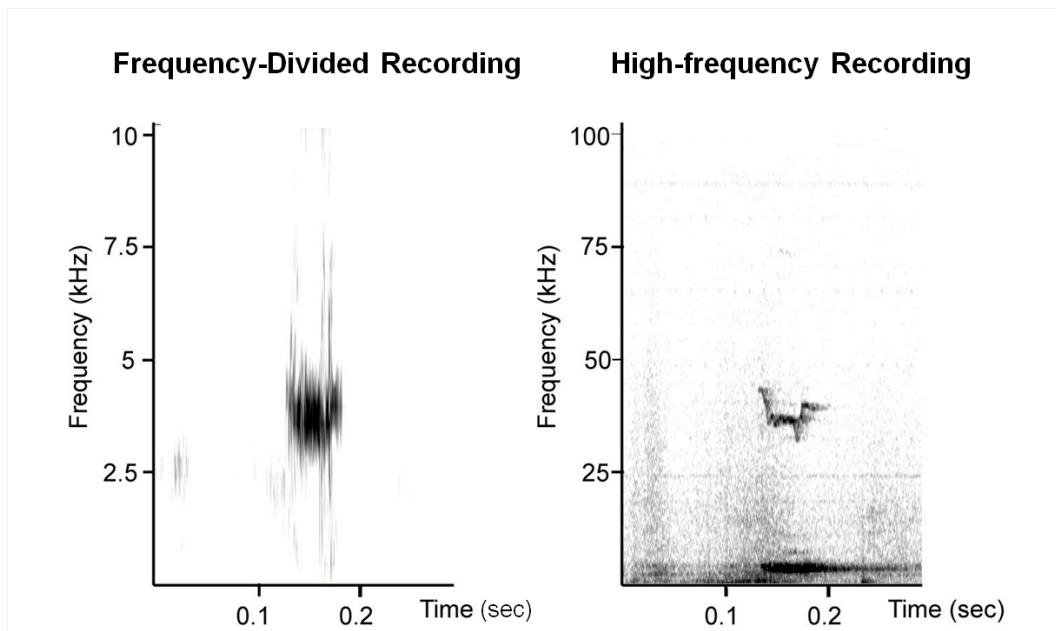 Frequency-Divided Recording
10
7.5
5
2.5
Frequency (kHz)
0.1
0.2
Time (sec)
High-frequency Recording
100
75
50
25
Frequency (kHz)
0.1
0.2
Time (sec)